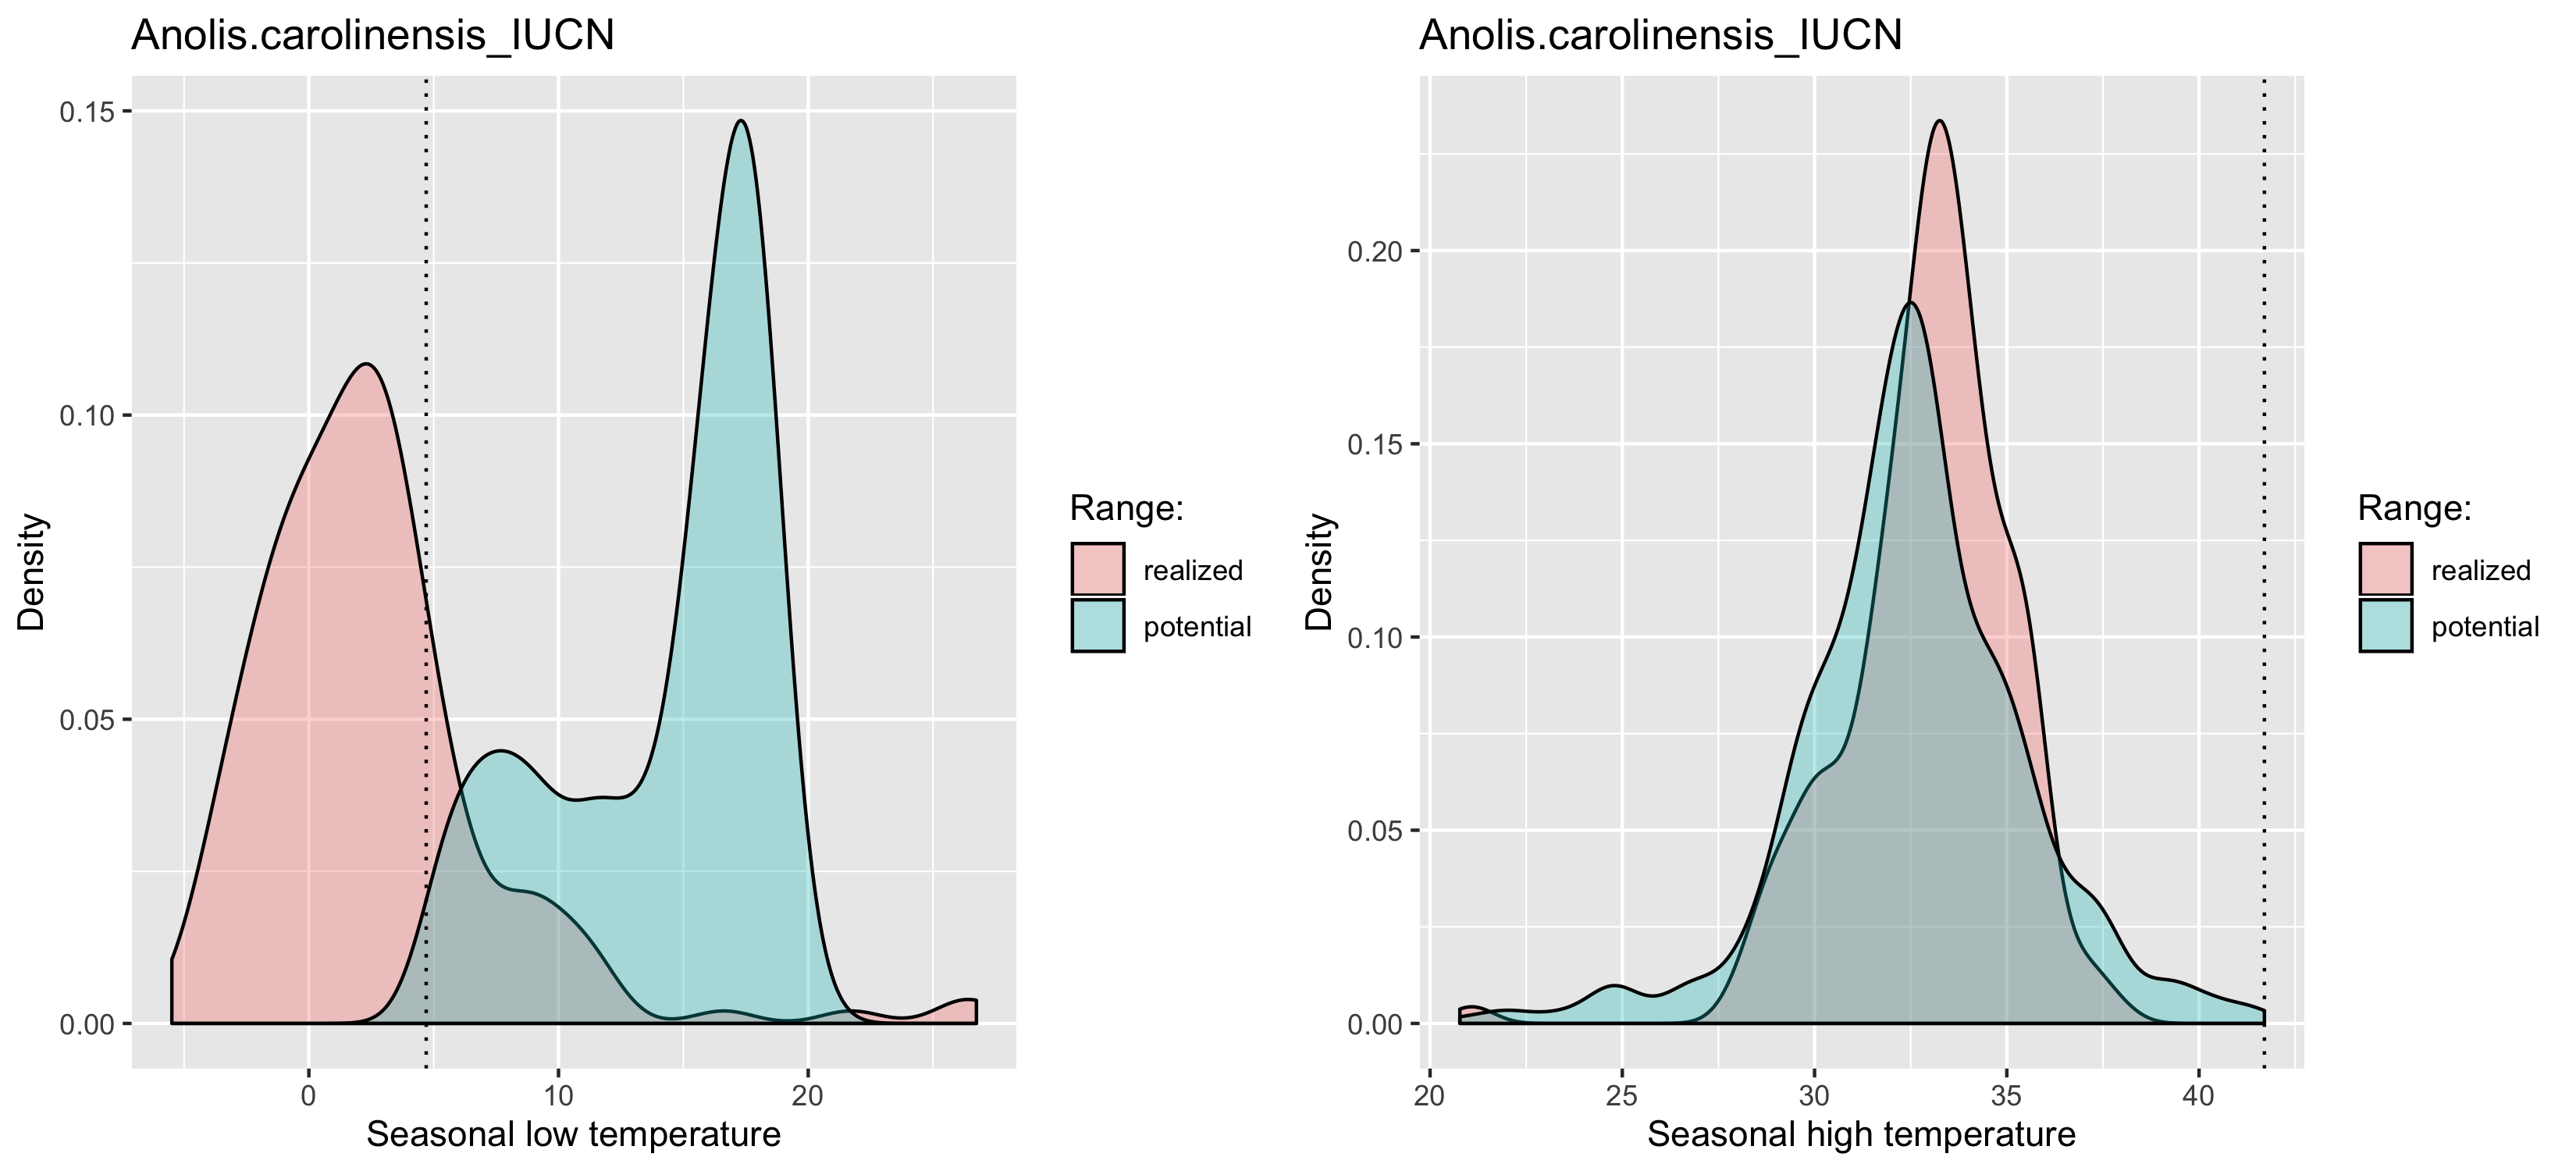 Anolis.carolinensis_IUCN
0.15
0.10
0.05
0.00
Density
0
10
20
Seasonal low temperature
Range:
realized
potential
Anolis.carolinensis_IUCN
0.20
0.15
0.10
0.05
0.00
Density
20
25
30
35
40
Seasonal high temperature
Range:
realized
potential